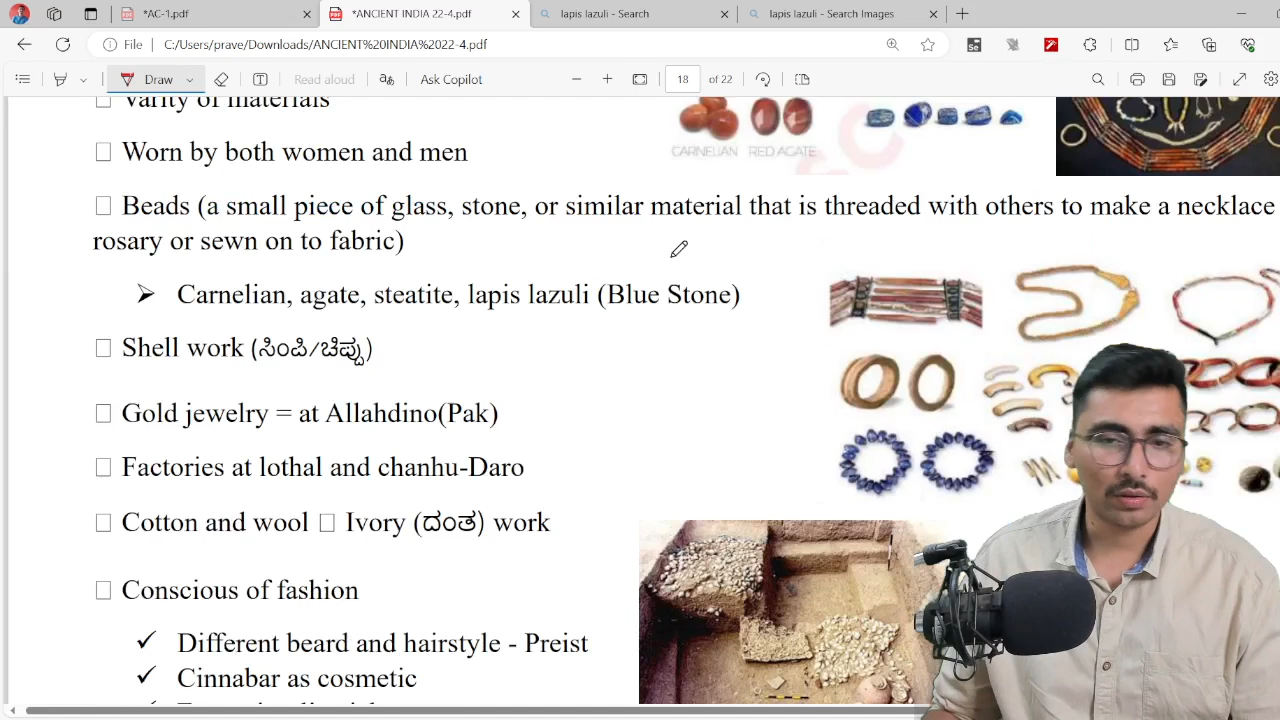 *AC-1.pdf
*ANCIENT INDIA 22-4.pdf
lapis lazuli - Search
lapis lazuli - Search Images
File
C:/Users/prave/Downloads/ANCIENT%20INDIA%2022-4.pdf
Draw
Read aloud
Ask Copilot
18 of 22
Varity of materials
CARNELIAN RED AGATE
Worn by both women and men
Beads (a small piece of glass, stone, or similar material that is threaded with others to make a necklace
rosary or sewn on to fabric)
Carnelian, agate, steatite, lapis lazuli (Blue Stone)
Shell work (ಸಿಂಪಿ/ಚಿಪ್ಪು)
Gold jewelry = at Allahdino(Pak)
Factories at lothal and chanhu-Daro
Cotton and wool Ivory (ದಂತ) work
Conscious of fashion
Different beard and hairstyle - Preist
Cinnabar as cosmetic